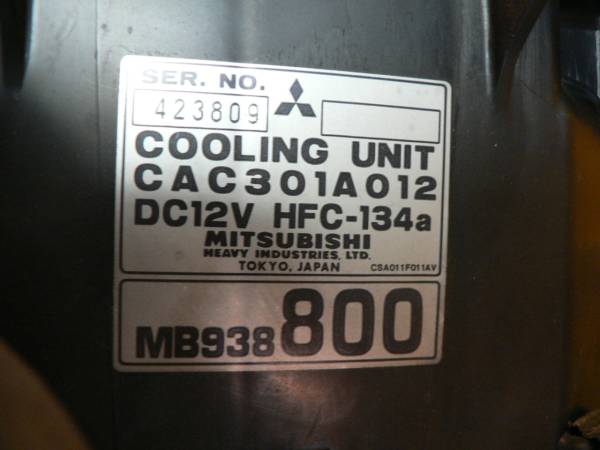 SER. NO.
423809
COOLING UNIT
CAC301A012
DC12V HFC-134a
MITSUBISHI
HEAVY INDUSTRIES, LTD.
TOKYO, JAPAN CSA011F011AV
MB938800